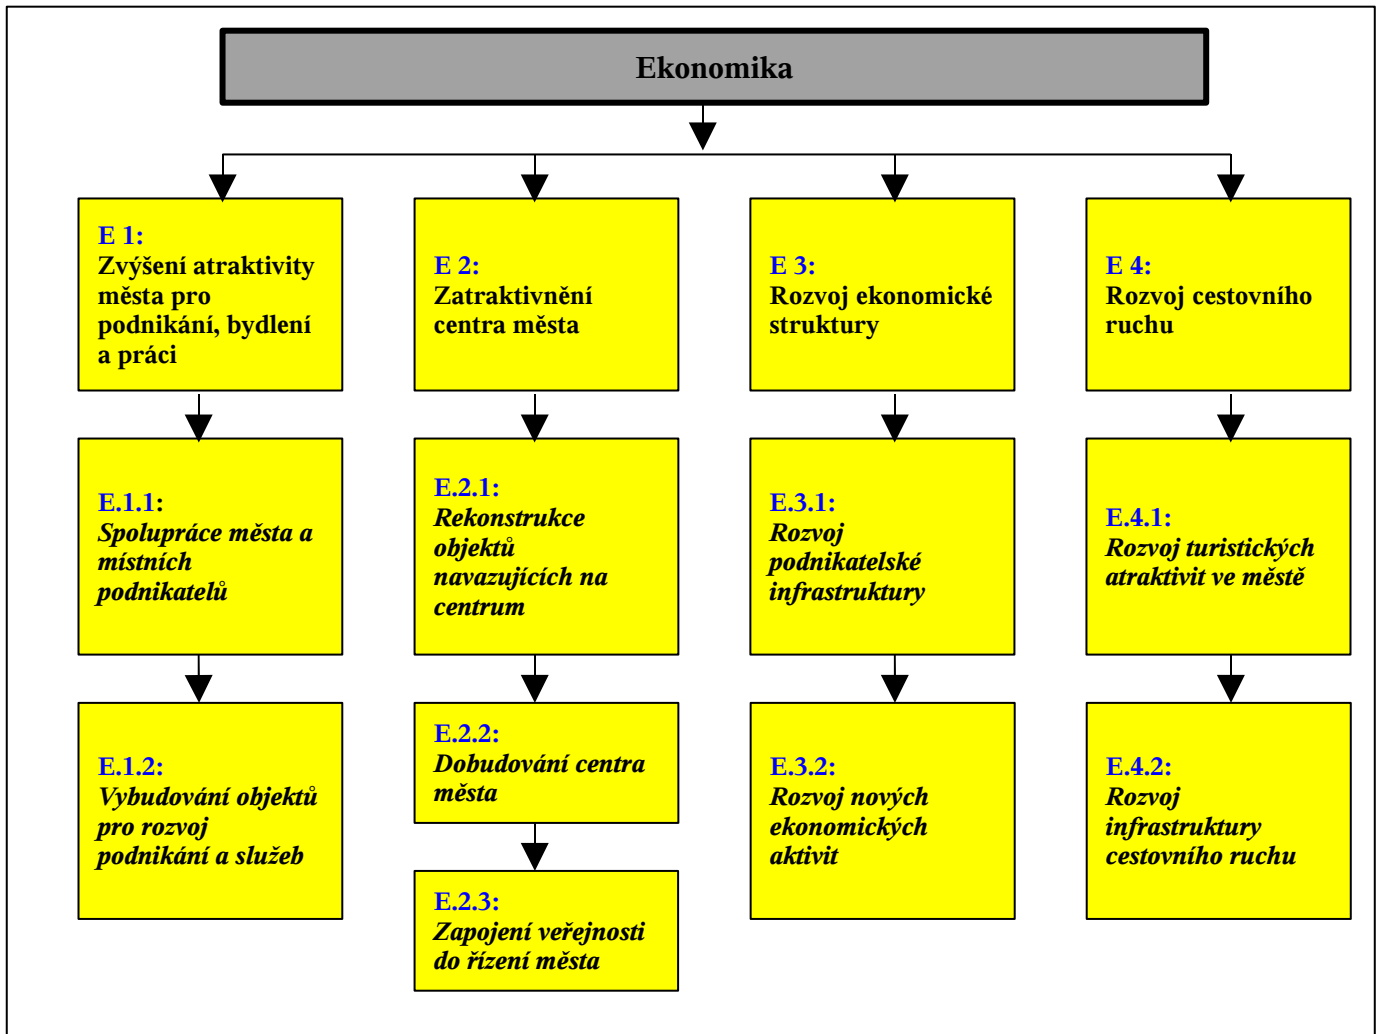 Ekonomika
E 1:
Zvýšení atraktivity
města pro
podnikání, bydlení
a práci
E 2:
Zatraktivnění
centra města
E 3:
Rozvoj ekonomické
struktury
E 4:
Rozvoj cestovního
ruchu
E.1.1:
Spolupráce města a
místních
podnikatelů
E.2.1:
Rekonstrukce
objektů
navazujících na
centrum
E.3.1:
Rozvoj
podnikatelské
infrastruktury
E.4.1:
Rozvoj turistických
atraktivit ve městě
E.1.2:
Vybudování objektů
pro rozvoj
podnikání a služeb
E.2.2:
Dobudování centra
města
E.3.2:
Rozvoj nových
ekonomických
aktivit
E.4.2:
Rozvoj
infrastruktury
cestovního ruchu
E.2.3:
Zapojení veřejnosti
do řízení města